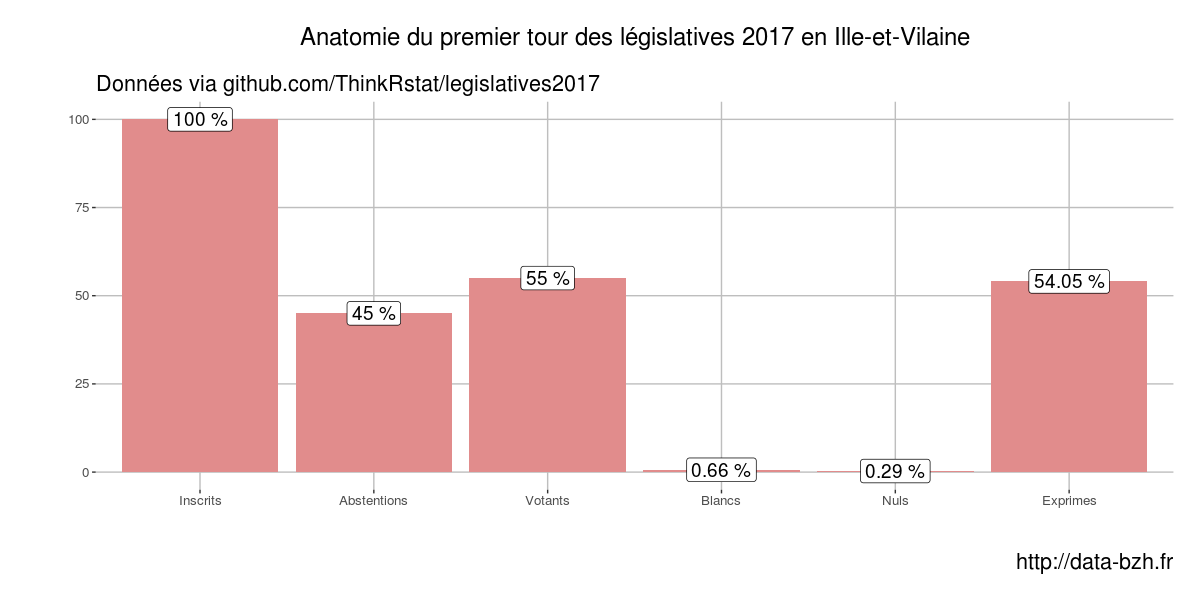 Anatomie du premier tour des législatives 2017 en Ille-et-Vilaine
Données via github.com/ThinkRstat/legislatives2017
100
75
50
25
0
100 %
45 %
55 %
0.66 %
0.29 %
54.05 %
Inscrits
Abstentions
Votants
Blancs
Nuls
Exprimes
http://data-bzh.fr